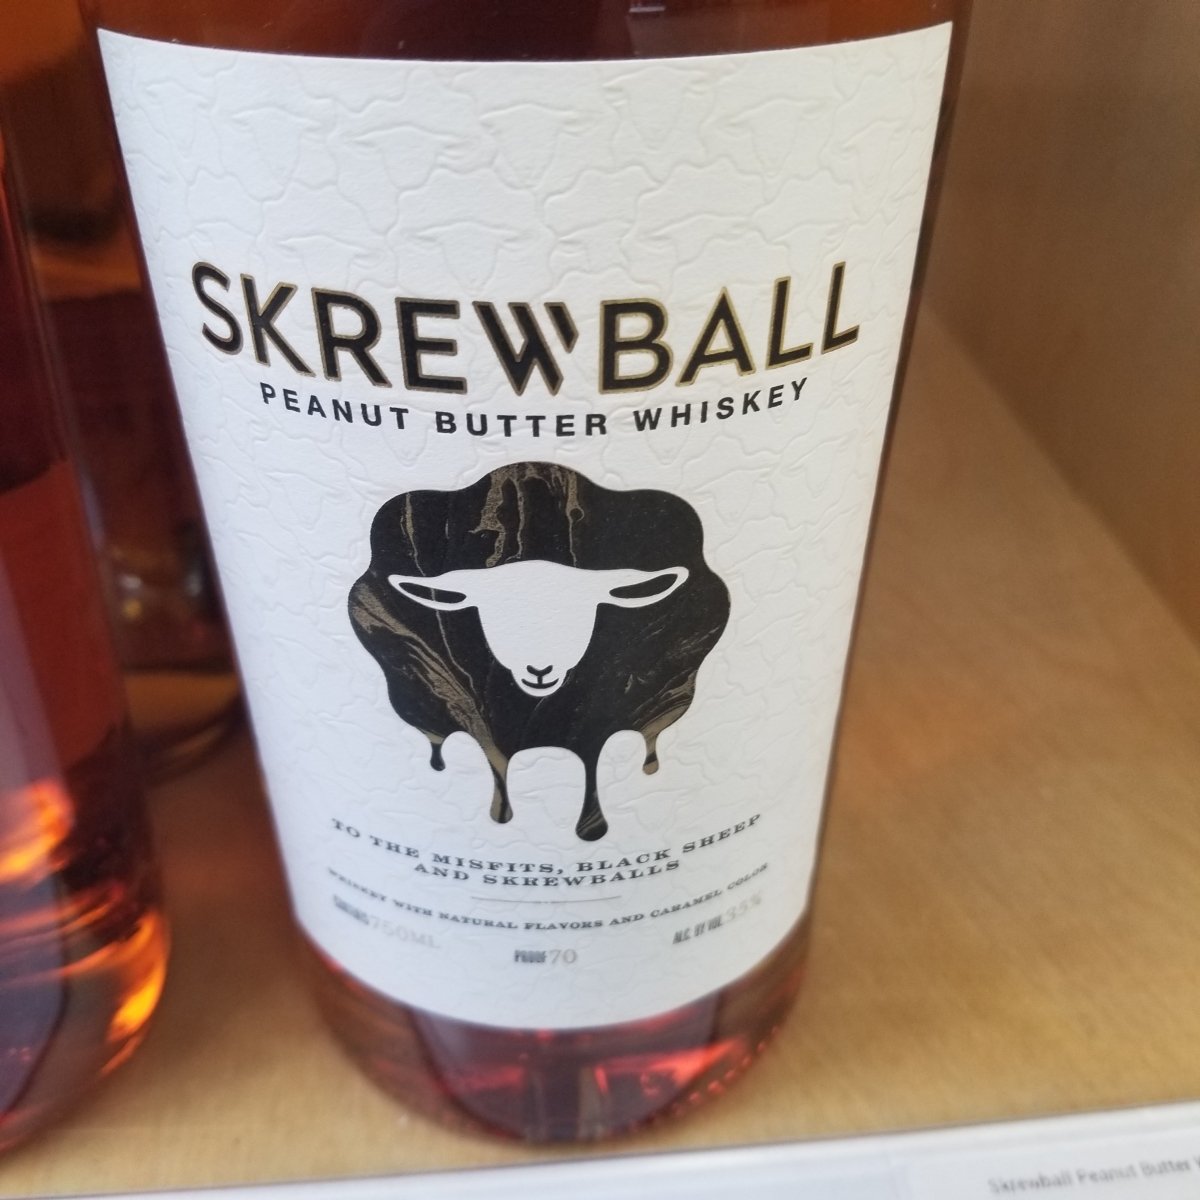 SKREWBALL
PEANUT BUTTER WHISKEY
TO THE MISFITS, BLACK SHEEP
AND SKREWBALLS
WHISKEY WITH NATURAL FLAVORS AND CARAMEL COLOR
CONTAINS 750ML
PROOF 70
ALC. BY VOL. 35%
Skrewball Peanut Butter